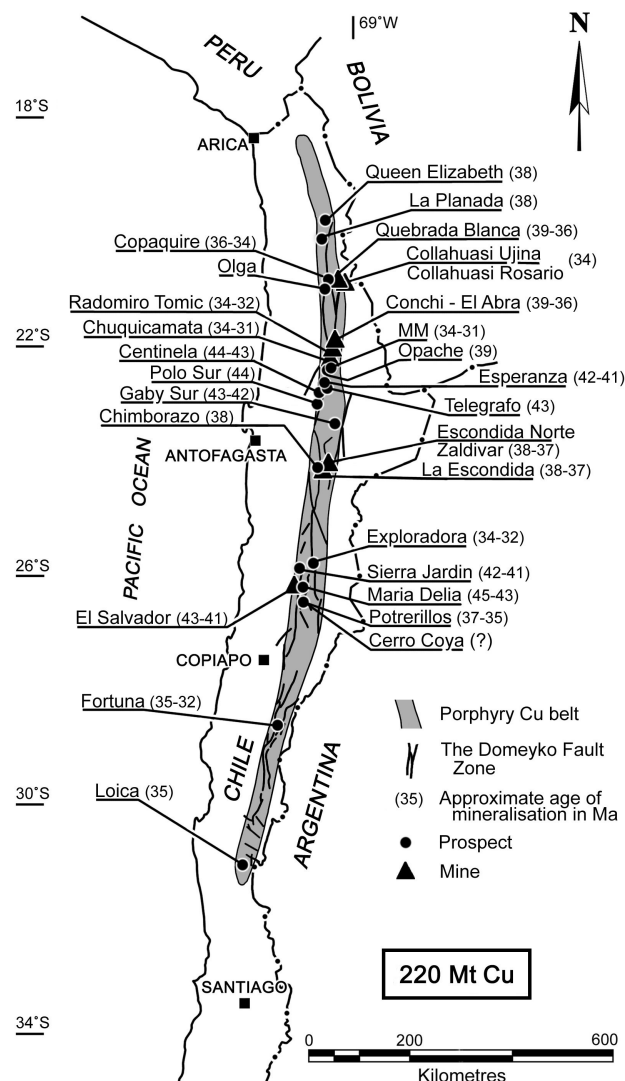 69°W
N
PERU
BOLIVIA
18°S
ARICA
Queen Elizabeth (38)
La Planada (38)
Quebrada Blanca (39-36)
Copaquire (36-34)
Collahuasi Ujina
Collahuasi Rosario (34)
Olga
Radomiro Tomic (34-32)
Conchi - El Abra (39-36)
Chuquicamata (34-31)
MM (34-31)
22°S
Centinela (44-43)
Opache (39)
Polo Sur (44)
Esperanza (42-41)
Gaby Sur (43-42)
Telegrafo (43)
Chimborazo (38)
Escondida Norte
Zaldivar (38-37)
ANTOFAGASTA
La Escondida (38-37)
PACIFIC OCEAN
Exploradora (34-32)
26°S
Sierra Jardin (42-41)
Maria Delia (45-43)
El Salvador (43-41)
Potrerillos (37-35)
Cerro Coya (?)
COPIAPO
Fortuna (35-32)
Porphyry Cu belt
CHILE
ARGENTINA
The Domeyko Fault
Zone
30°S
Loica (35)
(35) Approximate age of
mineralisation in Ma
Prospect
Mine
220 Mt Cu
SANTIAGO
34°S
0 200 600
Kilometres